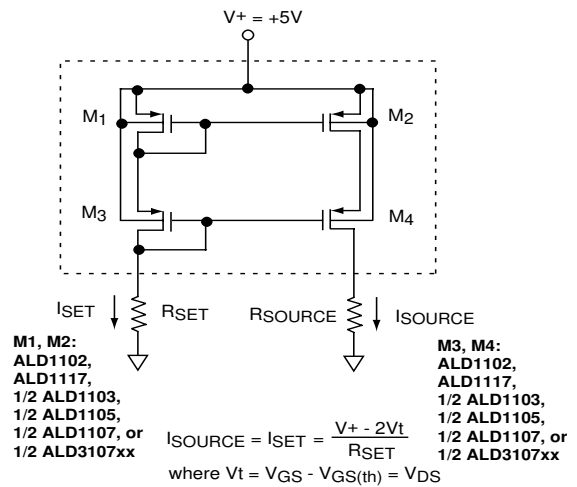 V+ = +5V
M1
M2
M3
M4
ISET
RSET
RSOURCE
ISOURCE
M1, M2:
ALD1102,
ALD1117,
1/2 ALD1103,
1/2 ALD1105,
1/2 ALD1107, or
1/2 ALD3107xx
M3, M4:
ALD1102,
ALD1117,
1/2 ALD1103,
1/2 ALD1105,
1/2 ALD1107, or
1/2 ALD3107xx
ISOURCE = ISET = V+ - 2Vt
RSET
where Vt = VGS - VGS(th) = VDS